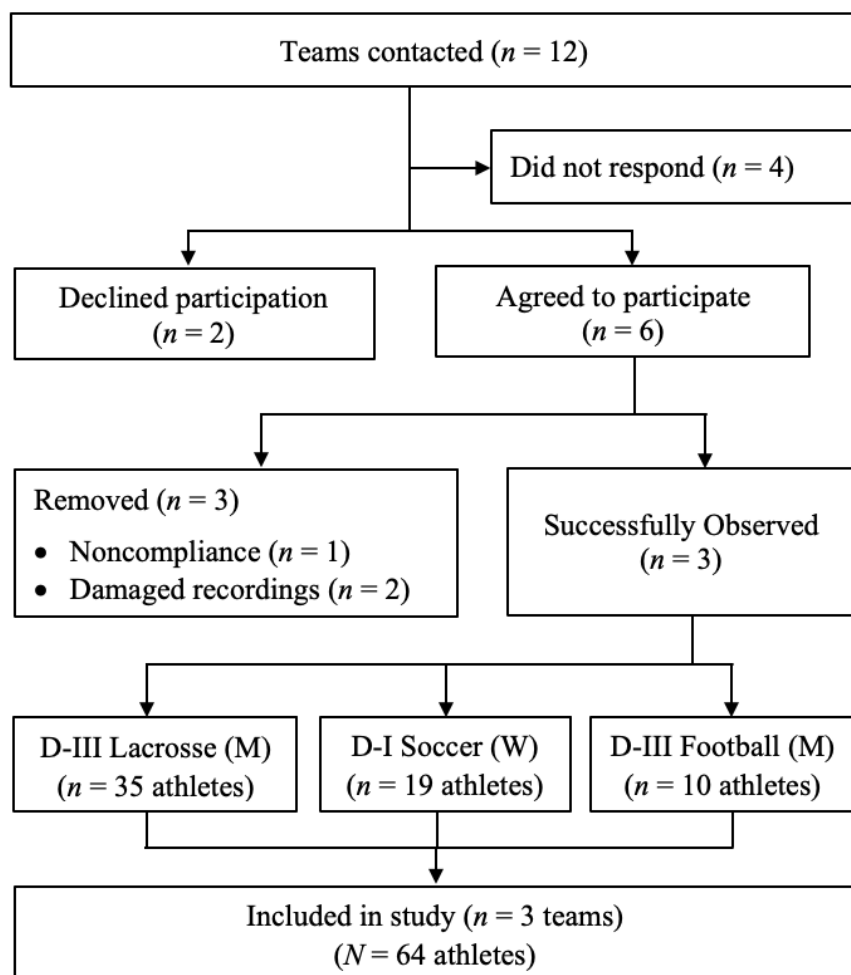 Teams contacted (n = 12)
Did not respond (n = 4)
Declined participation
(n = 2)
Agreed to participate
(n = 6)
Removed (n = 3)
• Noncompliance (n = 1)
• Damaged recordings (n = 2)
Successfully Observed
(n = 3)
D-III Lacrosse (M)
(n = 35 athletes)
D-I Soccer (W)
(n = 19 athletes)
D-III Football (M)
(n = 10 athletes)
Included in study (n = 3 teams)
(N = 64 athletes)